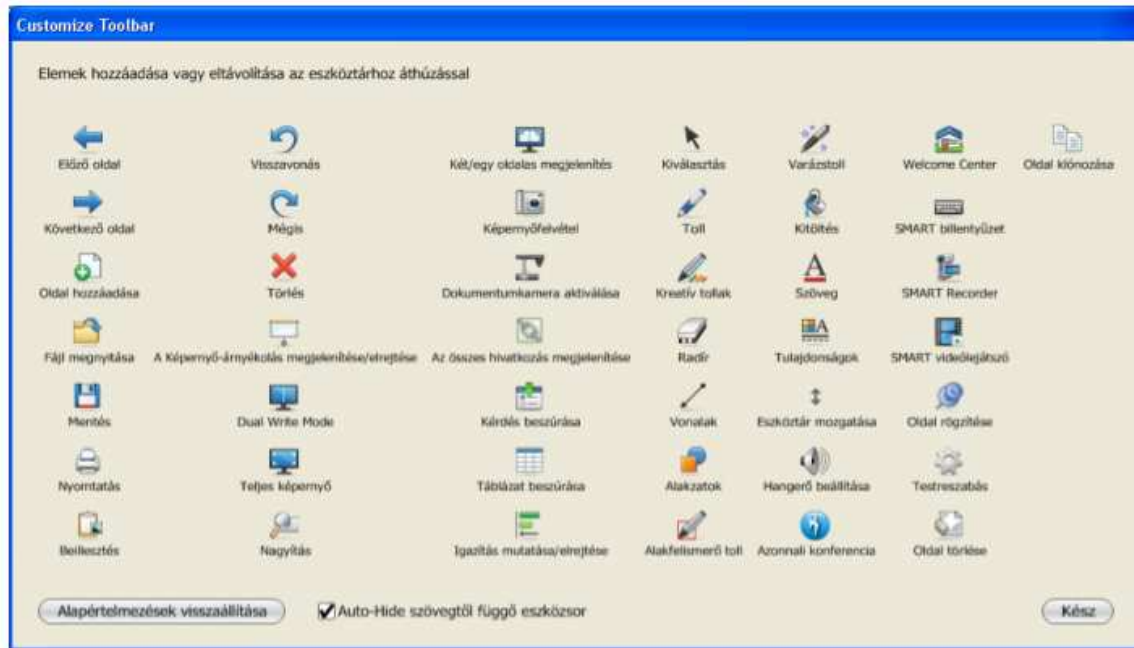 Customize Toolbar
Elemek hozzáadása vagy eltávolítása az eszköztárhoz áthúzással
Előző oldal Visszavonás Két/egy oldalas megjelenítés Kiválasztás Varázstoll Welcome Center Oldal klónozása
Következő oldal Mégis Képernyőfelvétel Toll Kitöltés SMART billentyűzet
Oldal hozzáadása Törlés Dokumentumkamera aktiválása Kreatív tollak Szöveg SMART Recorder
Fájl megnyitása A Képernyő-árnyékolás megjelenítése/elrejtése Az összes hivatkozás megjelenítése Radír Tulajdonságok SMART videólejátszó
Mentés Dual Write Mode Kérdés beszúrása Vonalak Eszköztár mozgatása Oldal rögzítése
Nyomtatás Teljes képernyő Táblázat beszúrása Alakzatok Hangerő beállítása Testreszabás
Beillesztés Nagyítás Igazítás mutatása/elrejtése Alakfelismerő toll Azonnali konferencia Oldal törlése
Alapértelmezések visszaállítása Auto-Hide szövegtől függő eszközsor Kész